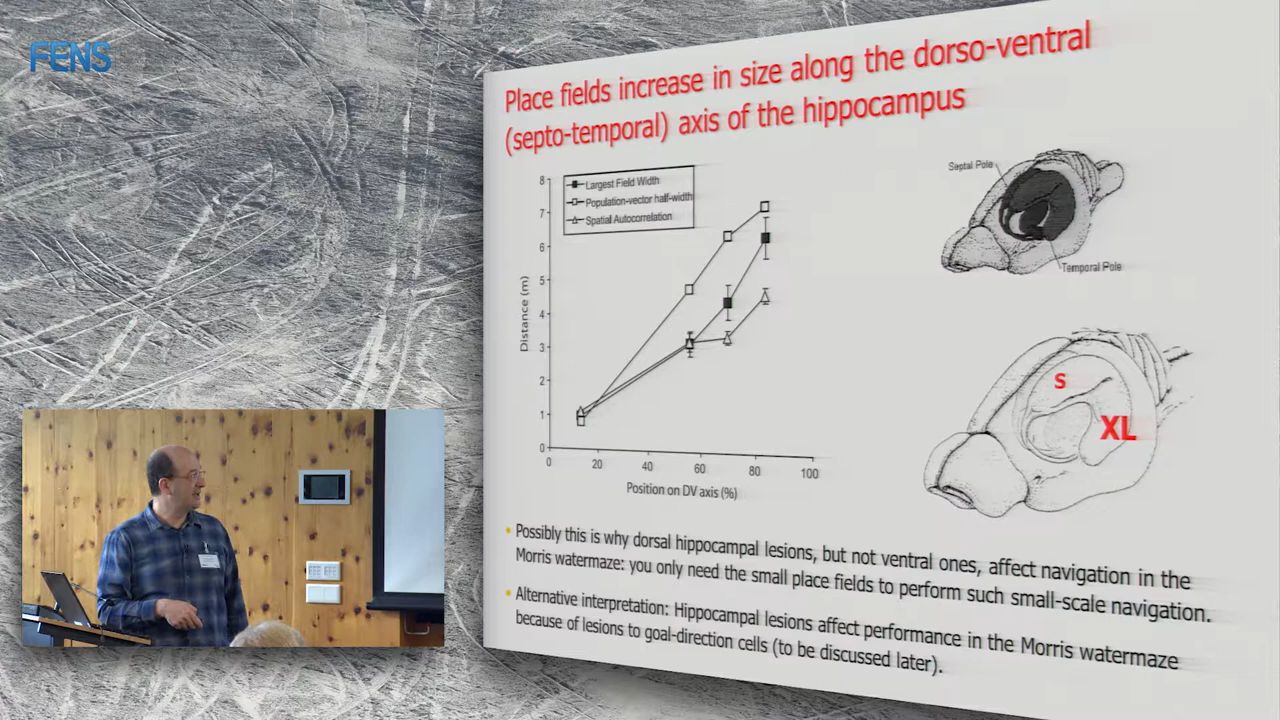 FENS
Place fields increase in size along the dorso-ventral
(septo-temporal) axis of the hippocampus
8
7
6
5
4
3
2
1
0
Distance (m)
Largest Field Width
Population-vector half-width
Spatial Autocorrelation
0 20 40 60 80 100
Position on DV axis (%)
Septal Pole
Temporal Pole
S
XL
Possibly this is why dorsal hippocampal lesions, but not ventral ones, affect navigation in the
Morris watermaze: you only need the small place fields to perform such small-scale navigation.
Alternative interpretation: Hippocampal lesions affect performance in the Morris watermaze
because of lesions to goal-direction cells (to be discussed later).